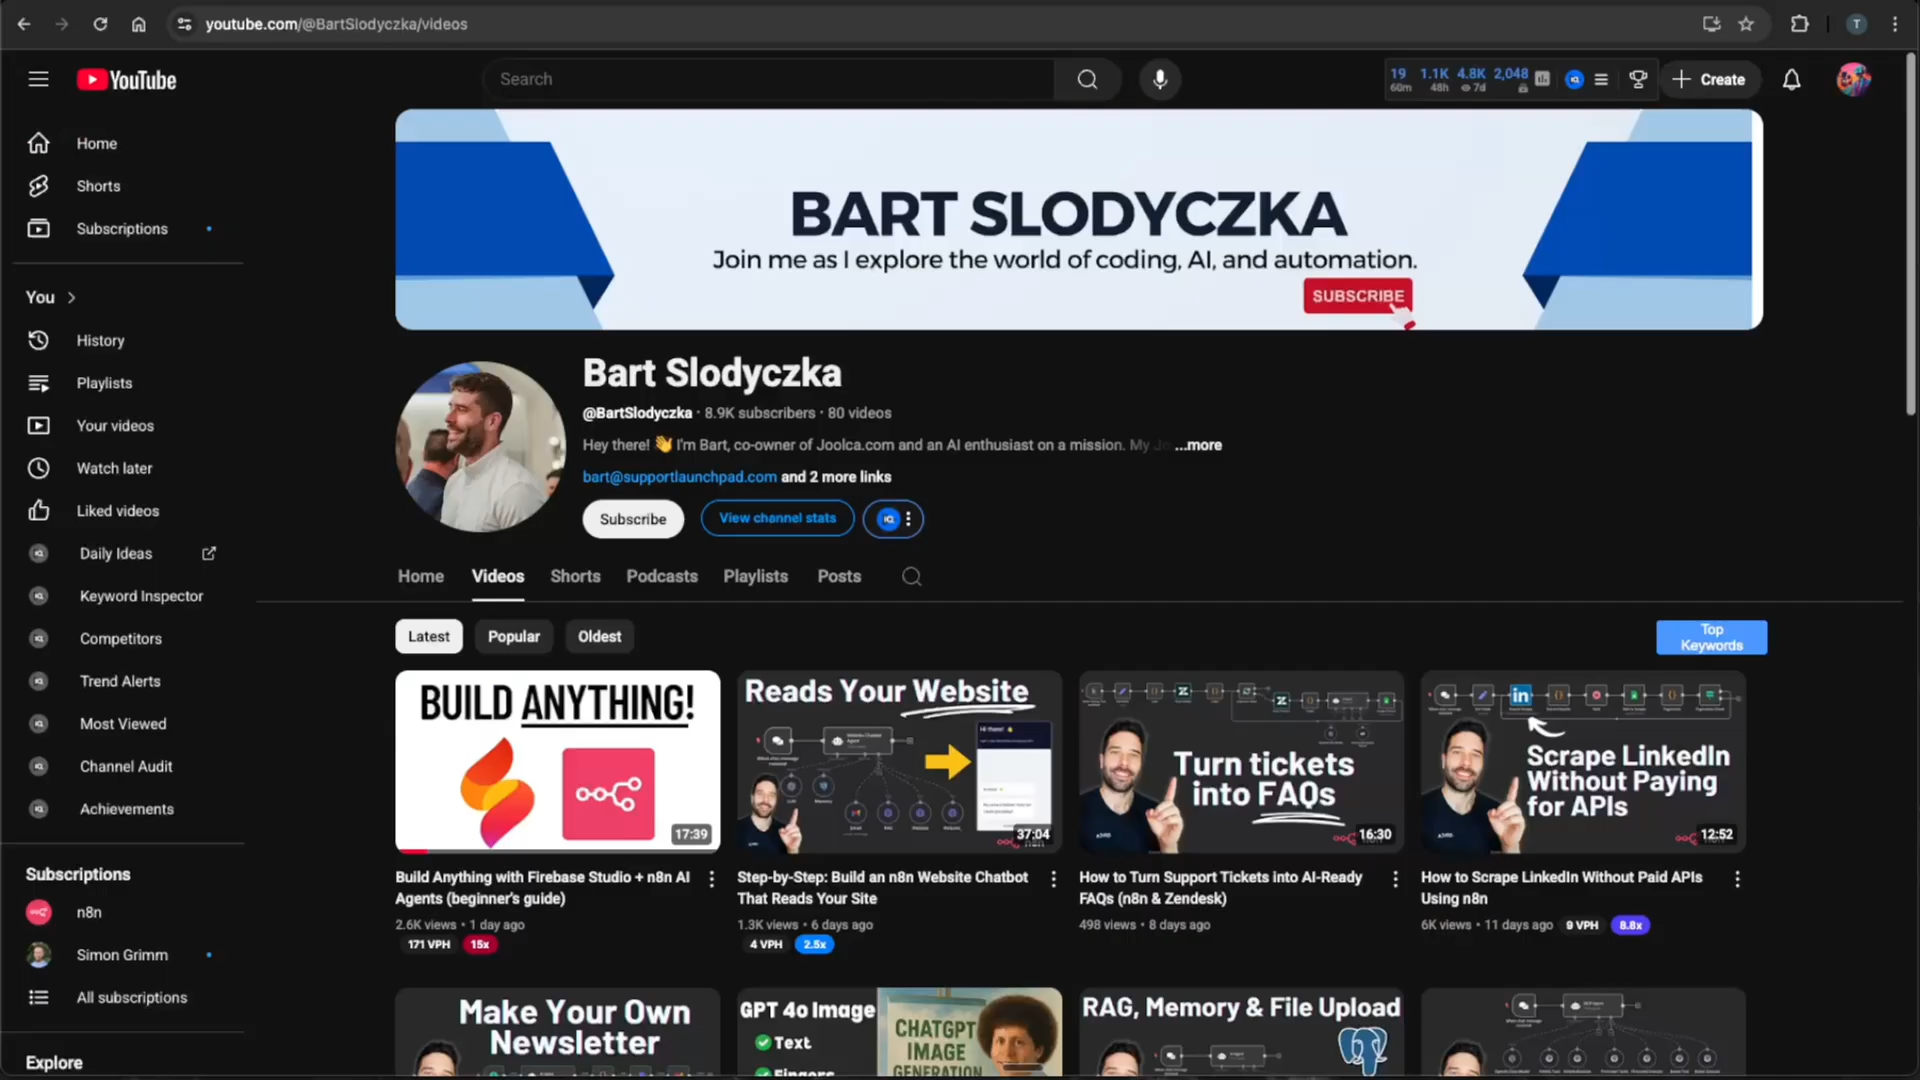 youtube.com/@BartSlodyczka/videos
T
YouTube
Search
19 1.1K 4.8K 2,048
60m 48h 7d
Create
Home
Shorts
Subscriptions
You
History
Playlists
Your videos
Watch later
Liked videos
Daily Ideas
Keyword Inspector
Competitors
Trend Alerts
Most Viewed
Channel Audit
Achievements
Subscriptions
n8n
Simon Grimm
All subscriptions
Explore
BART SLODYCZKA
Join me as I explore the world of coding, AI, and automation.
SUBSCRIBE
Bart Slodyczka
@BartSlodyczka · 8.9K subscribers · 80 videos
Hey there! 👋 I'm Bart, co-owner of Joolca.com and an AI enthusiast on a mission. My ...more
bart@supportlaunchpad.com and 2 more links
Subscribe
View channel stats
Home Videos Shorts Podcasts Playlists Posts
Latest Popular Oldest
Top
Keywords
BUILD ANYTHING!
17:39
Build Anything with Firebase Studio + n8n AI
Agents (beginner's guide)
2.6K views · 1 day ago
171 VPH 15x
Reads Your Website
Hi there! 👋
37:04
Step-by-Step: Build an n8n Website Chatbot
That Reads Your Site
1.3K views · 6 days ago
4 VPH 2.5x
Turn tickets
into FAQs
16:30
How to Turn Support Tickets into AI-Ready
FAQs (n8n & Zendesk)
498 views · 8 days ago
in
Scrape LinkedIn
Without Paying
for APIs
12:52
How to Scrape LinkedIn Without Paid APIs
Using n8n
6K views · 11 days ago 9 VPH 8.8x
Make Your Own
Newsletter
GPT 4o Image
Text
Fingers
CHATGPT
IMAGE
GENERATION
RAG, Memory & File Upload